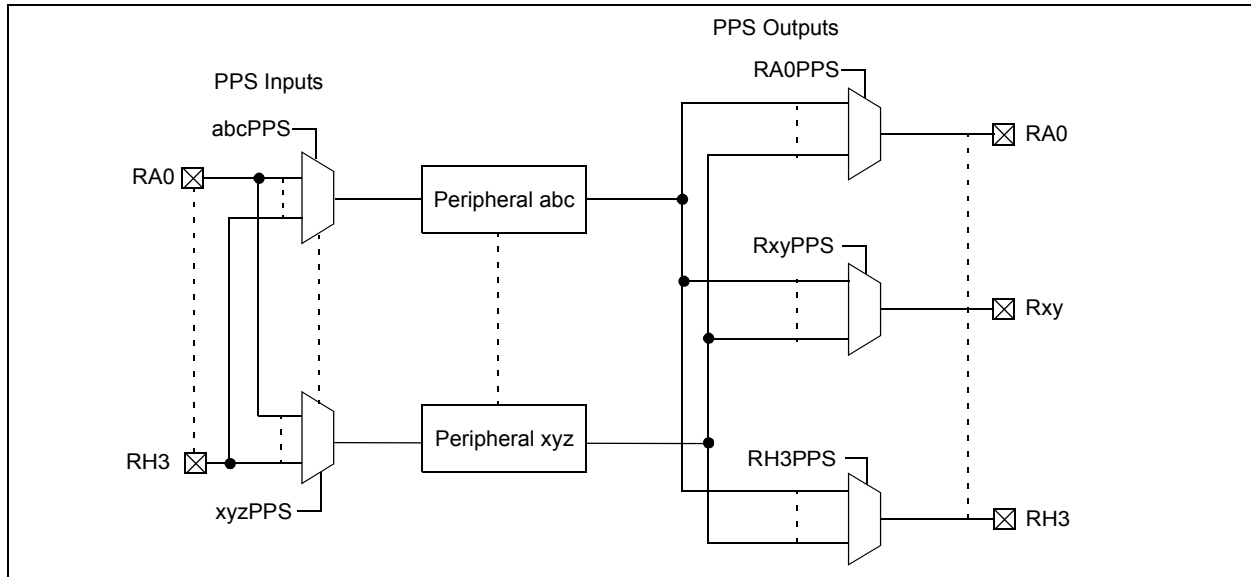 PPS Outputs
RA0PPS
PPS Inputs
abcPPS
RA0
RA0
Peripheral abc
RxyPPS
Rxy
Peripheral xyz
RH3
RH3PPS
xyzPPS
RH3